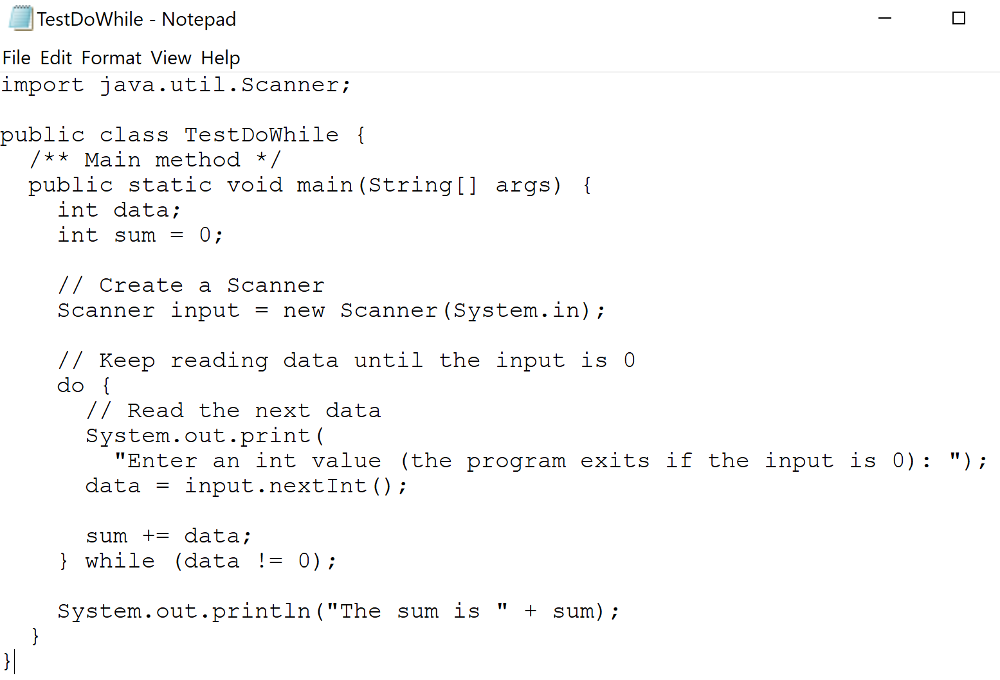 TestDoWhile - Notepad
File Edit Format View Help
import java.util.Scanner;

public class TestDoWhile {
  /** Main method */
  public static void main(String[] args) {
    int data;
    int sum = 0;

    // Create a Scanner
    Scanner input = new Scanner(System.in);

    // Keep reading data until the input is 0
    do {
      // Read the next data
      System.out.print(
        "Enter an int value (the program exits if the input is 0): ");
      data = input.nextInt();

      sum += data;
    } while (data != 0);

    System.out.println("The sum is " + sum);
  }
}